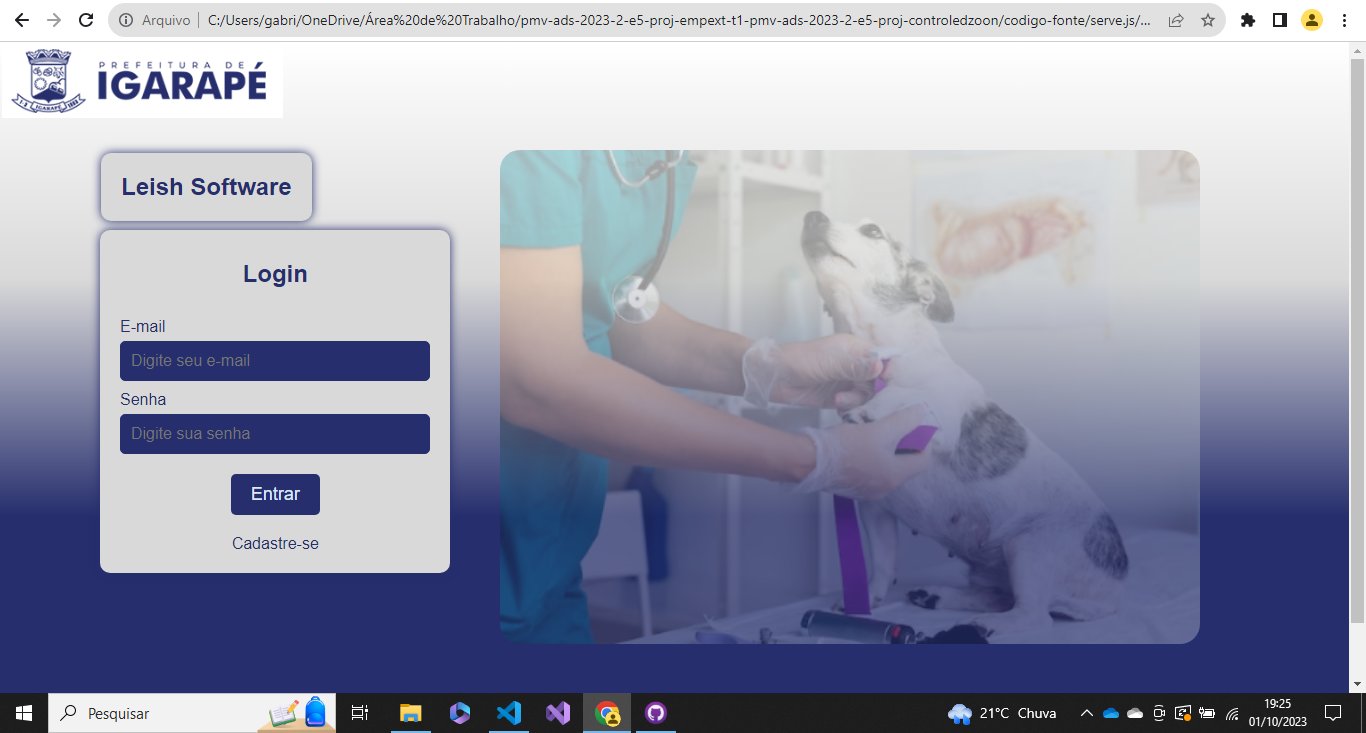 Arquivo
C:/Users/gabri/OneDrive/Área%20de%20Trabalho/pmv-ads-2023-2-e5-proj-empext-t1-pmv-ads-2023-2-e5-proj-controledzoon/codigo-fonte/serve.js/...
PREFEITURA DE
IGARAPÉ
IGARAPÉ
Leish Software
Login
E-mail
Digite seu e-mail
Senha
Digite sua senha
Entrar
Cadastre-se
Pesquisar
21°C Chuva
19:25
01/10/2023